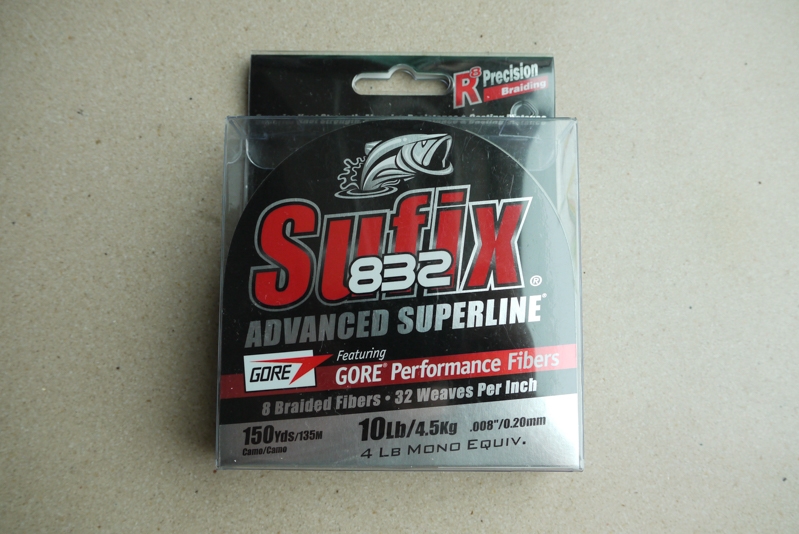 R8 Precision
Braiding
Sufix
832
®
ADVANCED SUPERLINE®
GORE
Featuring
GORE® Performance Fibers
8 Braided Fibers • 32 Weaves Per Inch
150Yds/135M
Camo/Camo
10Lb/4.5Kg .008"/0.20mm
4 Lb Mono Equiv.